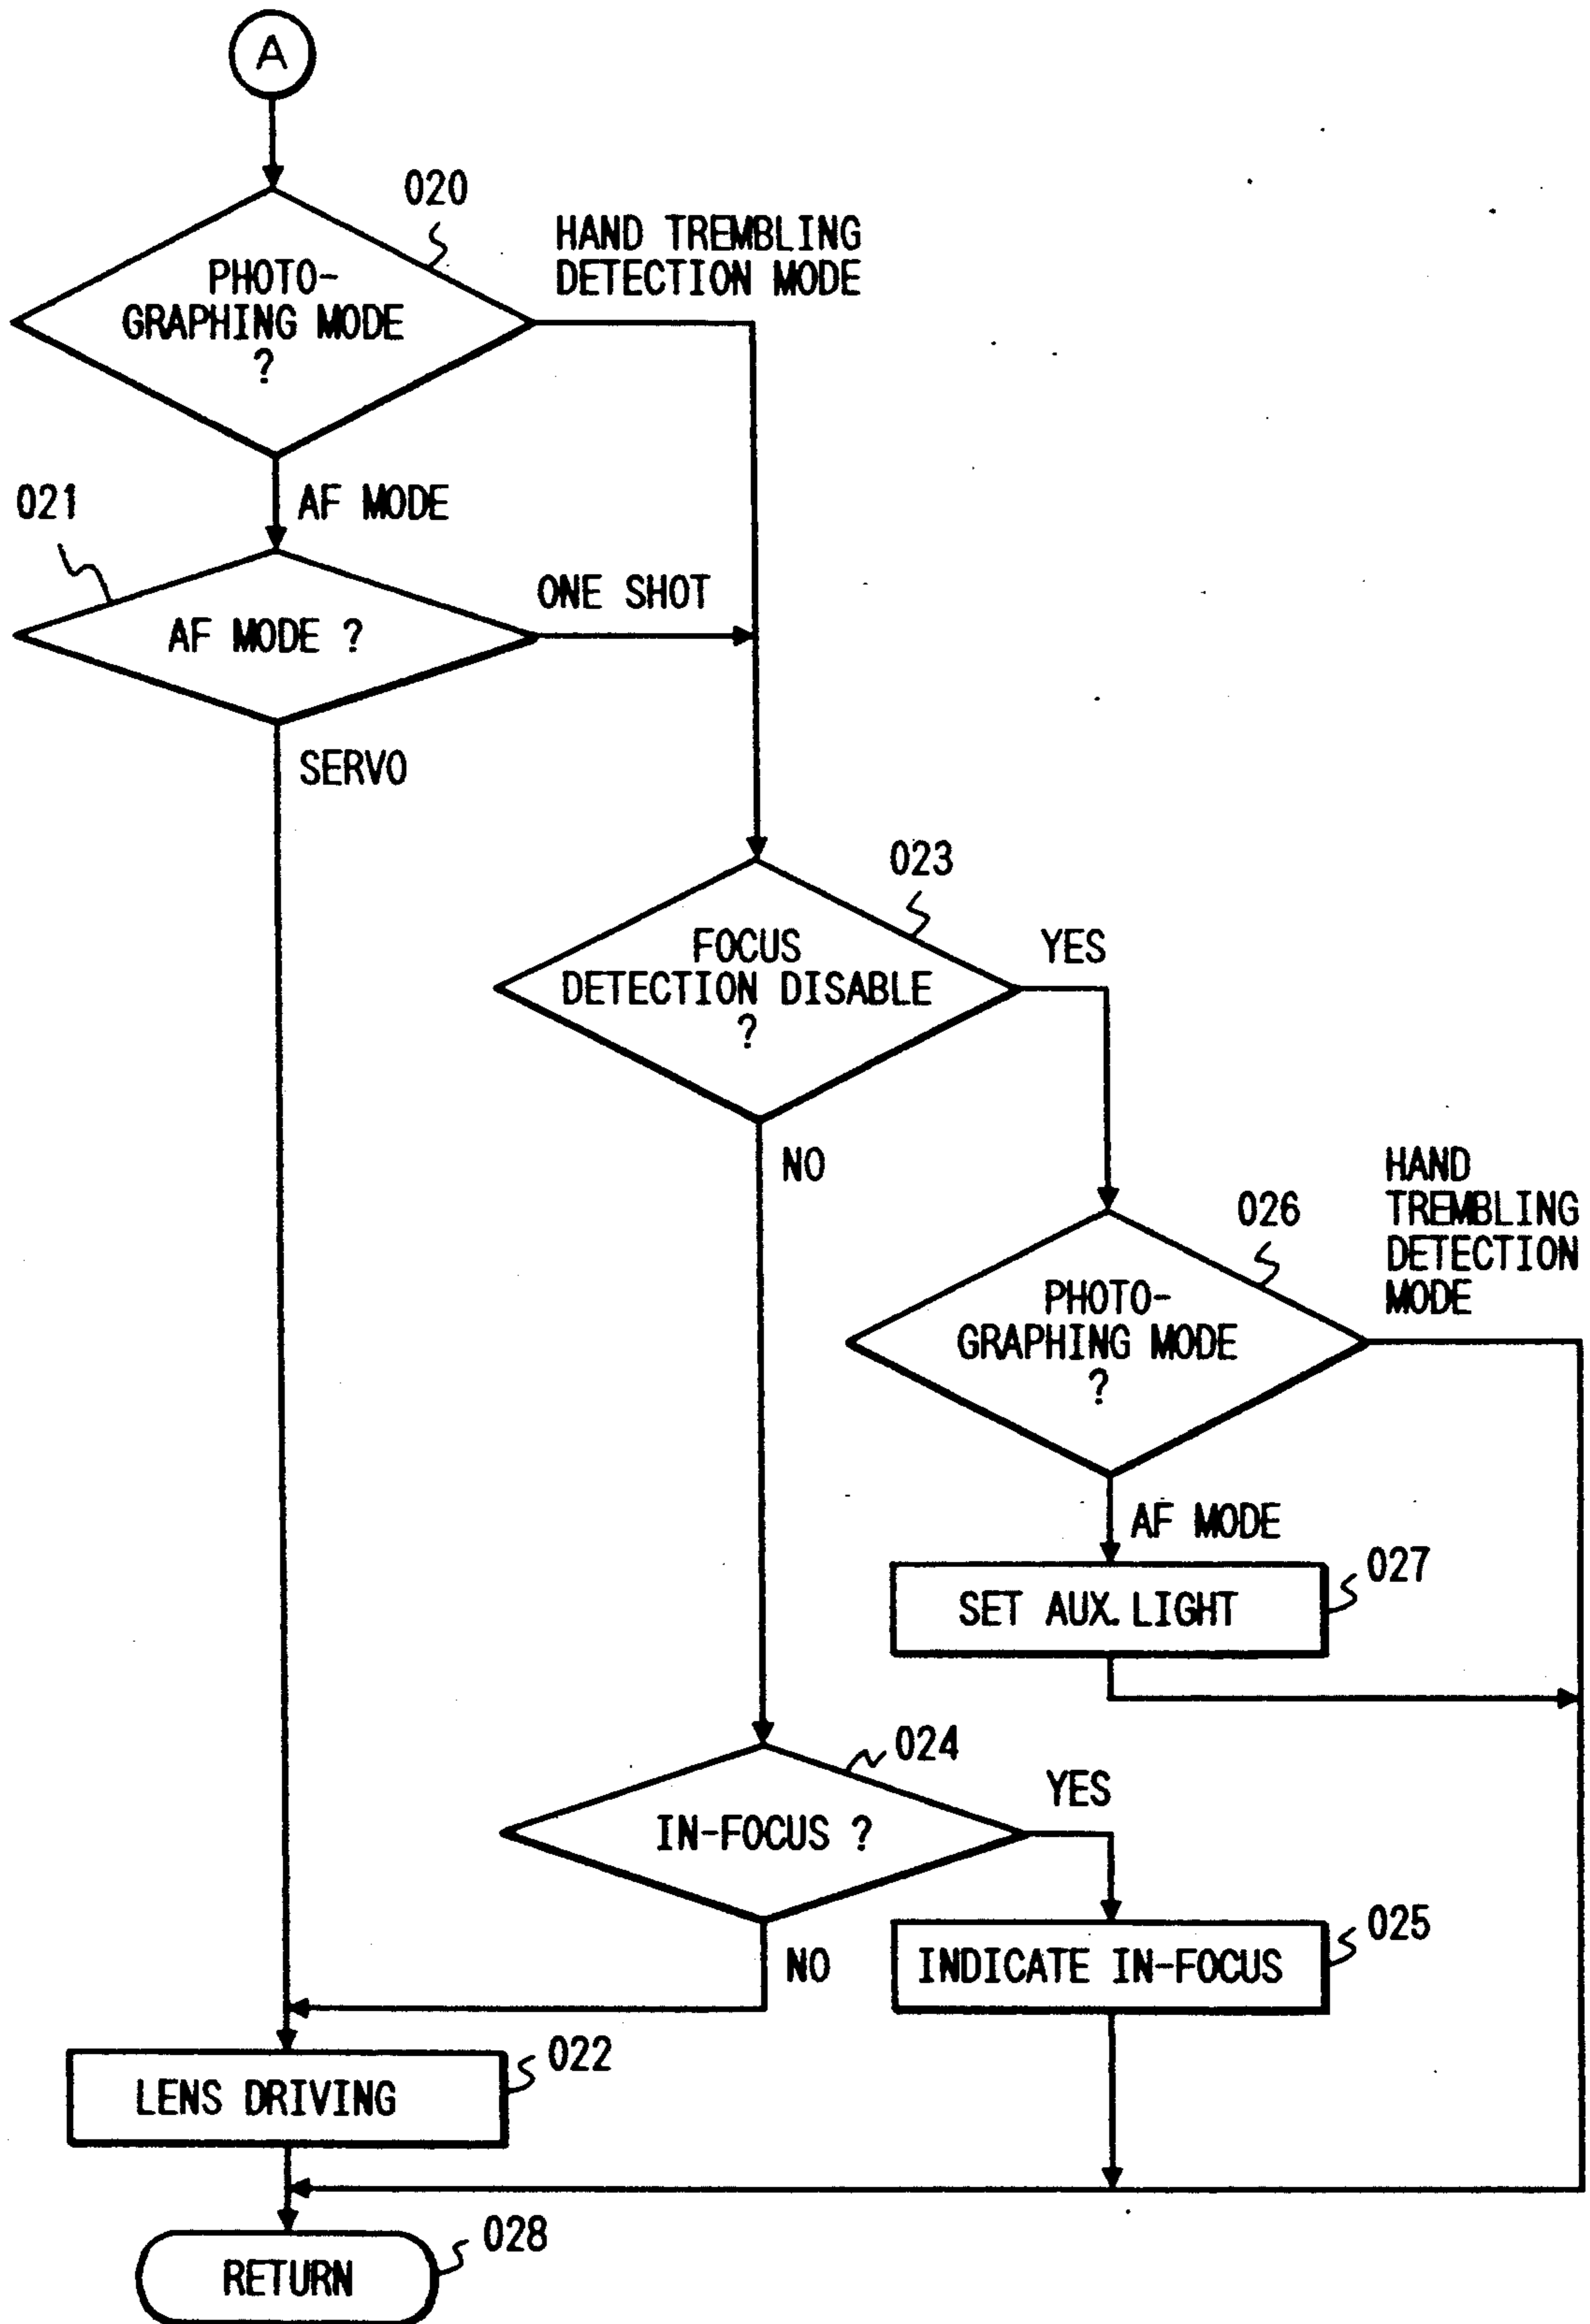 A
020
HAND TREMBLING
DETECTION MODE
PHOTO-
GRAPHING MODE
?
021
AF MODE
ONE SHOT
AF MODE ?
SERVO
023
FOCUS
DETECTION DISABLE
?
YES
NO
HAND
TREMBLING
DETECTION
MODE
026
PHOTO-
GRAPHING MODE
?
AF MODE
027
SET AUX. LIGHT
024
YES
IN-FOCUS ?
025
NO
INDICATE IN-FOCUS
022
LENS DRIVING
028
RETURN